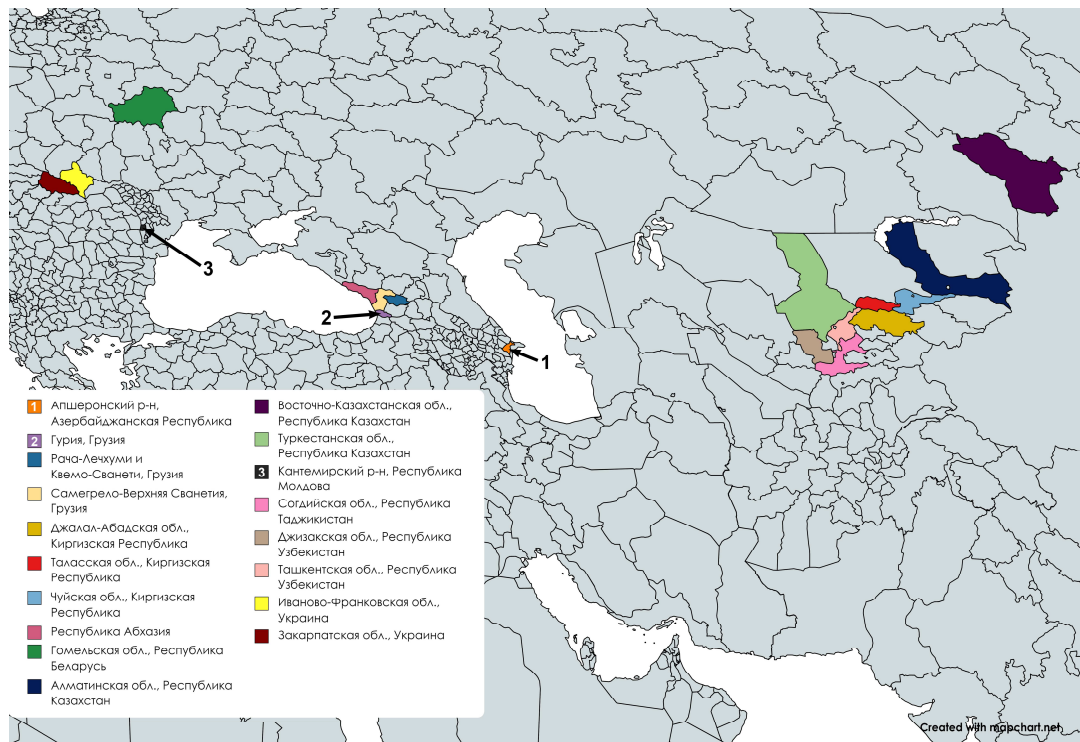 3
2
1
1 Апшеронский р-н,
Азербайджанская Республика
2 Гурия, Грузия
Рача-Лечхуми и
Квемо-Сванети, Грузия
Самегрело-Верхняя Сванетия,
Грузия
Джалал-Абадская обл.,
Киргизская Республика
Таласская обл., Киргизская
Республика
Чуйская обл., Киргизская
Республика
Республика Абхазия
Гомельская обл., Республика
Беларусь
Алматинская обл., Республика
Казахстан
Восточно-Казахстанская обл.,
Республика Казахстан
Туркестанская обл.,
Республика Казахстан
3 Кантемирский р-н, Республика
Молдова
Согдийская обл., Республика
Таджикистан
Джизакская обл., Республика
Узбекистан
Ташкентская обл., Республика
Узбекистан
Иваново-Франковская обл.,
Украина
Закарпатская обл., Украина
Created with mapchart.net